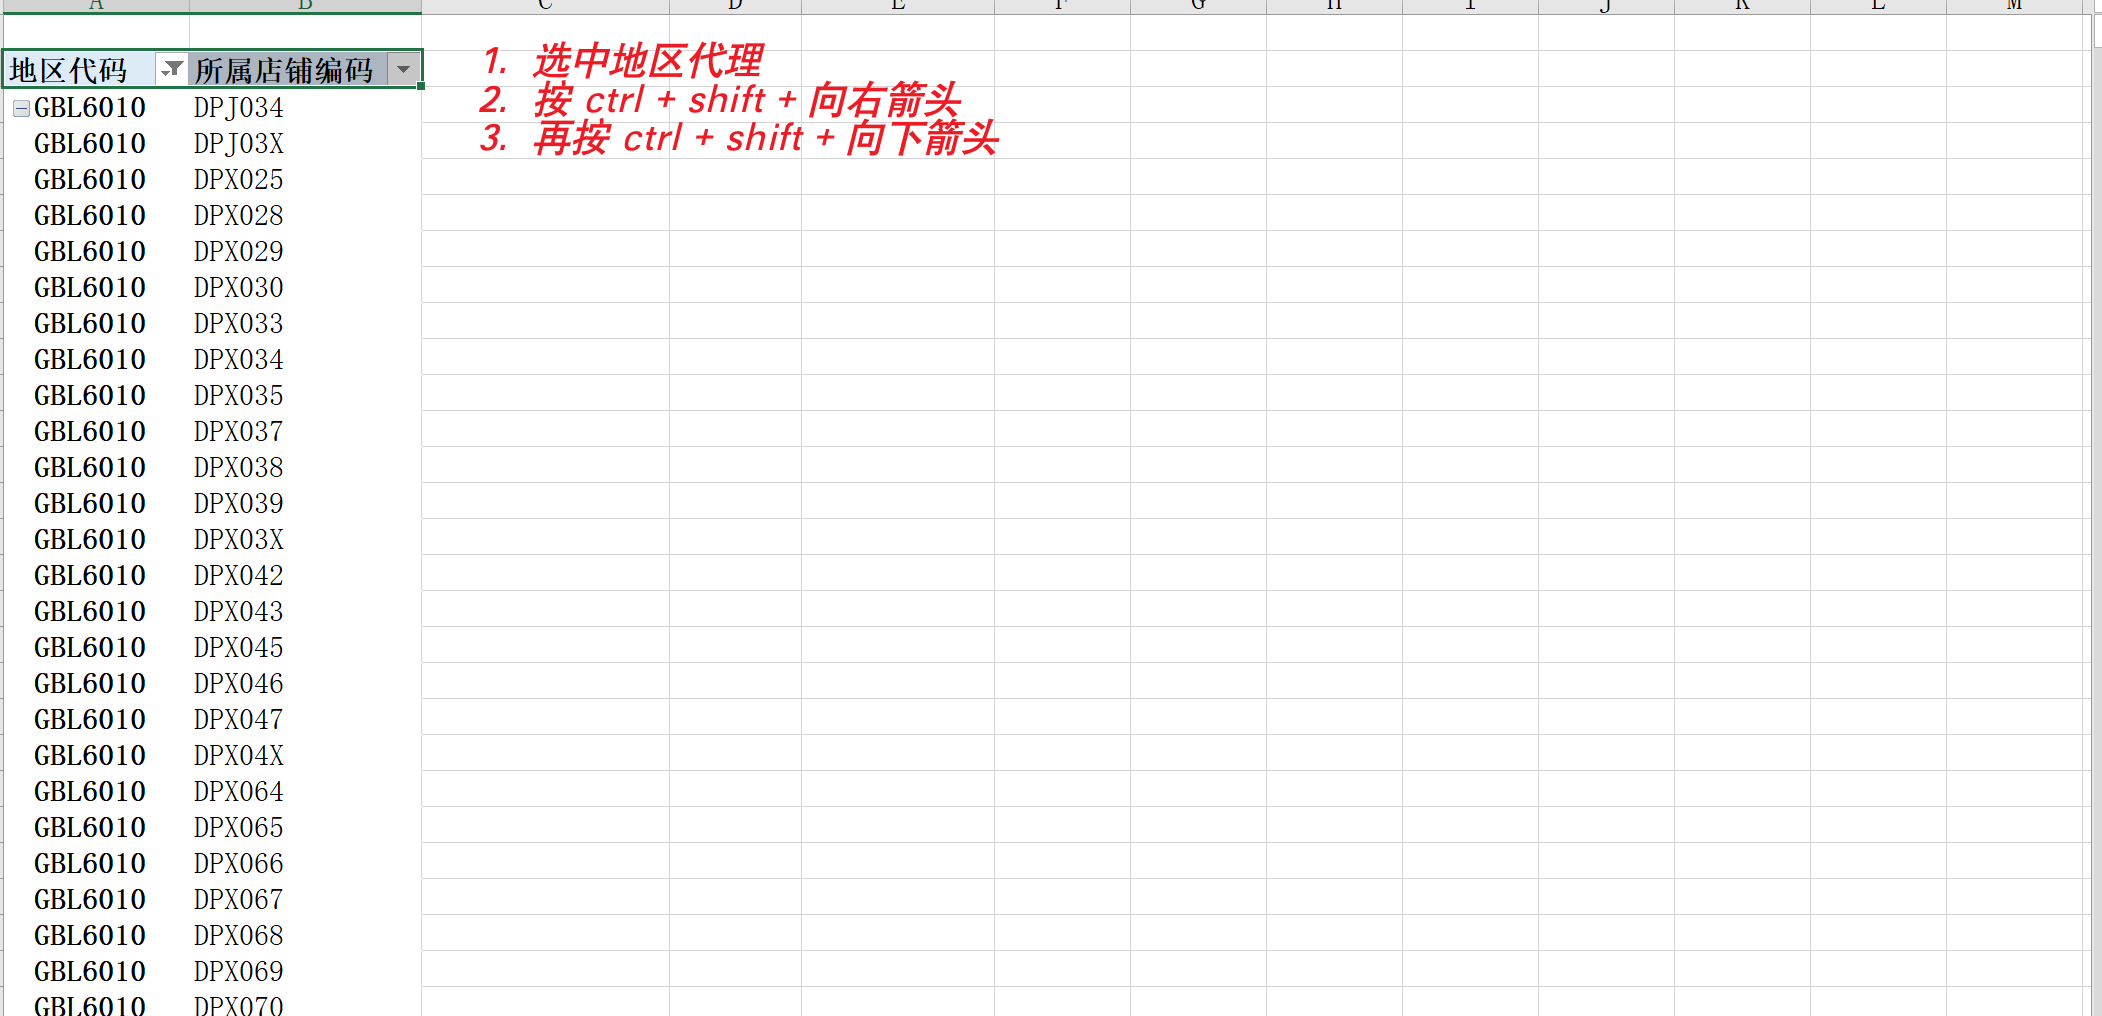 A B C D E F G H I J K L M
地区代码 所属店铺编码
1. 选中地区代理
2. 按 ctrl + shift + 向右箭头
3. 再按 ctrl + shift + 向下箭头
GBL6010 DPJ034
GBL6010 DPJ03X
GBL6010 DPX025
GBL6010 DPX028
GBL6010 DPX029
GBL6010 DPX030
GBL6010 DPX033
GBL6010 DPX034
GBL6010 DPX035
GBL6010 DPX037
GBL6010 DPX038
GBL6010 DPX039
GBL6010 DPX03X
GBL6010 DPX042
GBL6010 DPX043
GBL6010 DPX045
GBL6010 DPX046
GBL6010 DPX047
GBL6010 DPX04X
GBL6010 DPX064
GBL6010 DPX065
GBL6010 DPX066
GBL6010 DPX067
GBL6010 DPX068
GBL6010 DPX069
GBL6010 DPX070